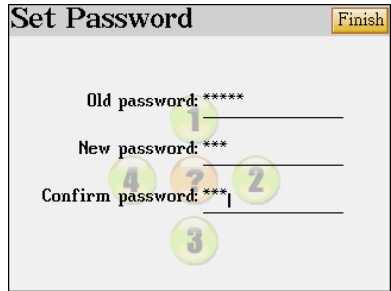 Set Password
Finish
Old password: *****
1
New password: ***
4 ? 2
Confirm password: ***
3